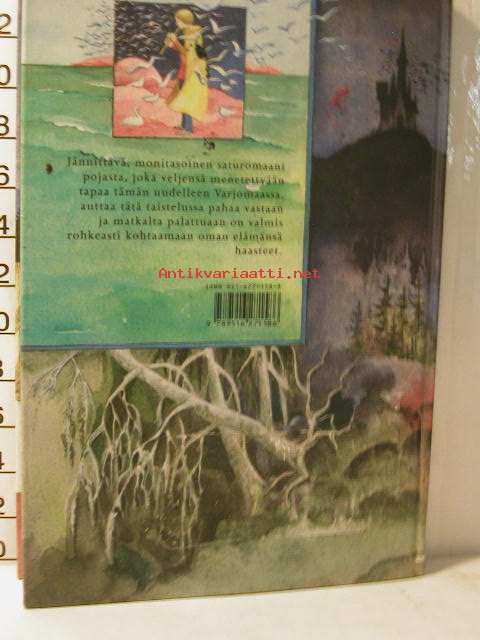 Jännittävä, monitasoinen saturomaani
pojasta, joka veljensä menetettyään
tapaa tämän uudelleen Varjomaassa,
auttaa tätä taistelussa pahaa vastaan
ja matkalta palattuaan on valmis
rohkeasti kohtaamaan oman elämänsä
haasteet.
Antikvariaatti.net
ISBN